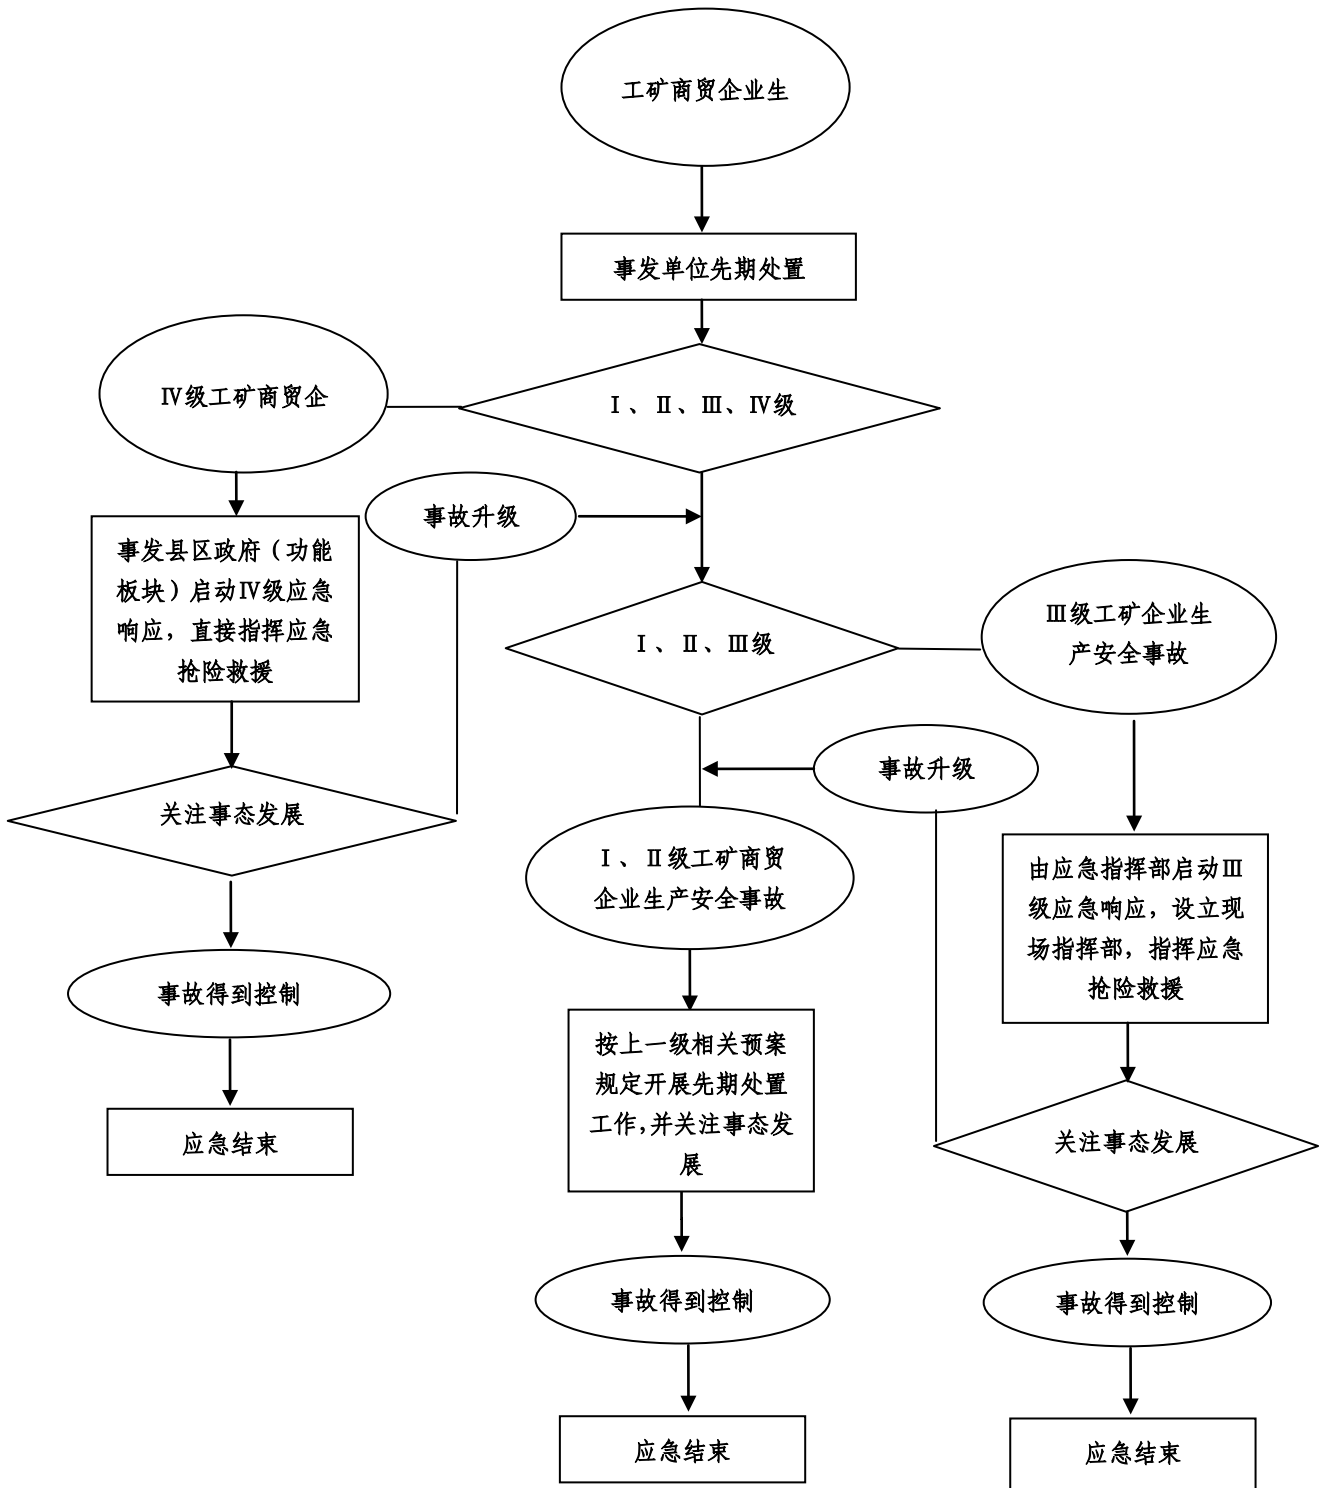 工矿商贸企业生
事发单位先期处置
Ⅰ、Ⅱ、Ⅲ、Ⅳ级
Ⅳ级工矿商贸企
事故升级
事发县区政府（功能
板块）启动Ⅳ级应急
响应，直接指挥应急
抢险救援
Ⅰ、Ⅱ、Ⅲ级
Ⅲ级工矿企业生
产安全事故
事故升级
关注事态发展
Ⅰ、Ⅱ级工矿商贸
企业生产安全事故
由应急指挥部启动Ⅲ
级应急响应，设立现
场指挥部，指挥应急
抢险救援
事故得到控制
按上一级相关预案
规定开展先期处置
工作，并关注事态发
展
应急结束
关注事态发展
事故得到控制
事故得到控制
应急结束
应急结束